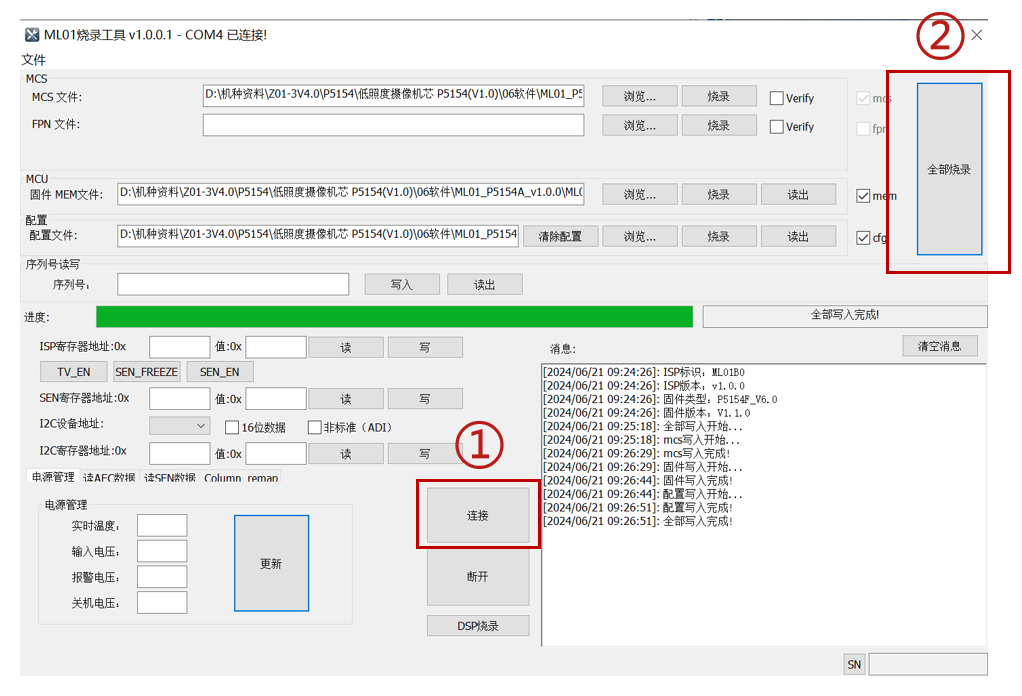 ML01烧录工具 v1.0.0.1 - COM4 已连接!
②
文件
MCS
MCS 文件: D:\机种资料\Z01-3V4.0\P5154\低照度摄像机芯 P5154(V1.0)\06软件\ML01_P5 浏览... 烧录 Verify mcs
FPN 文件: 浏览... 烧录 Verify fpn
全部烧录
MCU
固件 MEM文件: D:\机种资料\Z01-3V4.0\P5154\低照度摄像机芯 P5154(V1.0)\06软件\ML01_P5154A_v1.0.0\ML0 浏览... 烧录 读出 mem
配置
配置文件: D:\机种资料\Z01-3V4.0\P5154\低照度摄像机芯 P5154(V1.0)\06软件\ML01_P5154 清除配置 浏览... 烧录 读出 cfg
序列号读写
序列号: 写入 读出
进度: 全部写入完成!
ISP寄存器地址:0x 值:0x 读 写
TV_EN SEN_FREEZE SEN_EN
SEN寄存器地址:0x 值:0x 读 写
I2C设备地址: 16位数据 非标准（ADI）
I2C寄存器地址:0x 值:0x 读 写
①
电源管理 读AEC数据 读SEN数据 Column_remap
电源管理
实时温度:
输入电压:
报警电压:
关机电压:
更新
连接
断开
DSP烧录
消息: 清空消息
[2024/06/21 09:24:26]: ISP标识: ML01B0
[2024/06/21 09:24:26]: ISP版本: v1.0.0
[2024/06/21 09:24:26]: 固件类型: P5154F_V6.0
[2024/06/21 09:24:26]: 固件版本: V1.1.0
[2024/06/21 09:25:18]: 全部写入开始...
[2024/06/21 09:25:18]: mcs写入开始...
[2024/06/21 09:26:29]: mcs写入完成!
[2024/06/21 09:26:29]: 固件写入开始...
[2024/06/21 09:26:44]: 固件写入完成!
[2024/06/21 09:26:44]: 配置写入开始...
[2024/06/21 09:26:51]: 配置写入完成!
[2024/06/21 09:26:51]: 全部写入完成!
SN